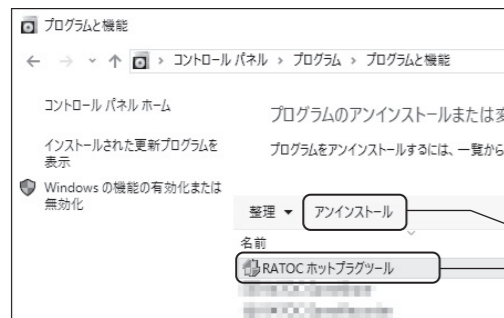 プログラムと機能
コントロール パネル > プログラム > プログラムと機能
コントロール パネル ホーム
インストールされた更新プログラムを
表示
Windows の機能の有効化または
無効化
プログラムのアンインストールまたは変
プログラムをアンインストールするには、一覧から
整理 アンインストール
名前
RATOC ホットプラグツール